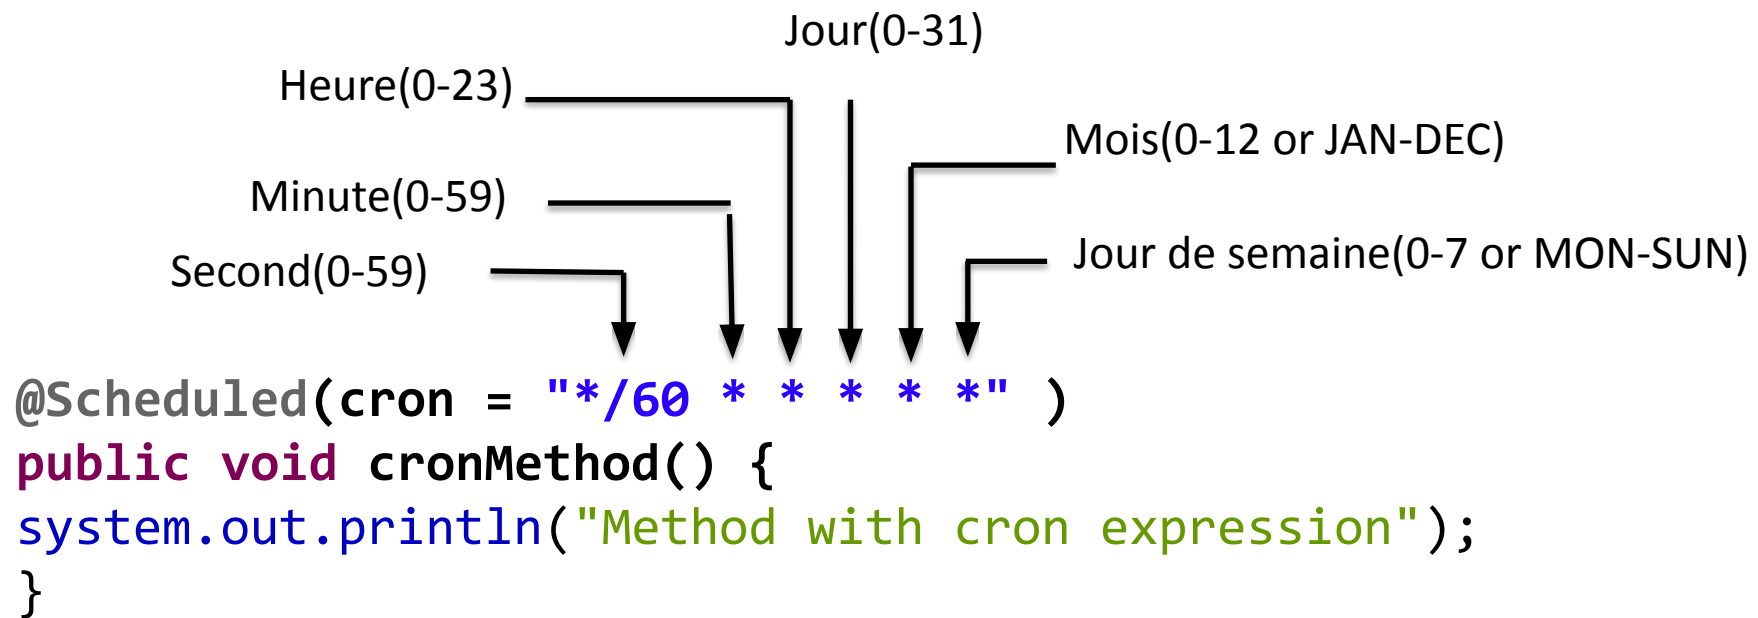 Jour(0-31)
Heure(0-23)
Mois(0-12 or JAN-DEC)
Minute(0-59)
Jour de semaine(0-7 or MON-SUN)
Second(0-59)
@Scheduled(cron = "*/60 * * * * *" )
public void cronMethod() {
system.out.println("Method with cron expression");
}